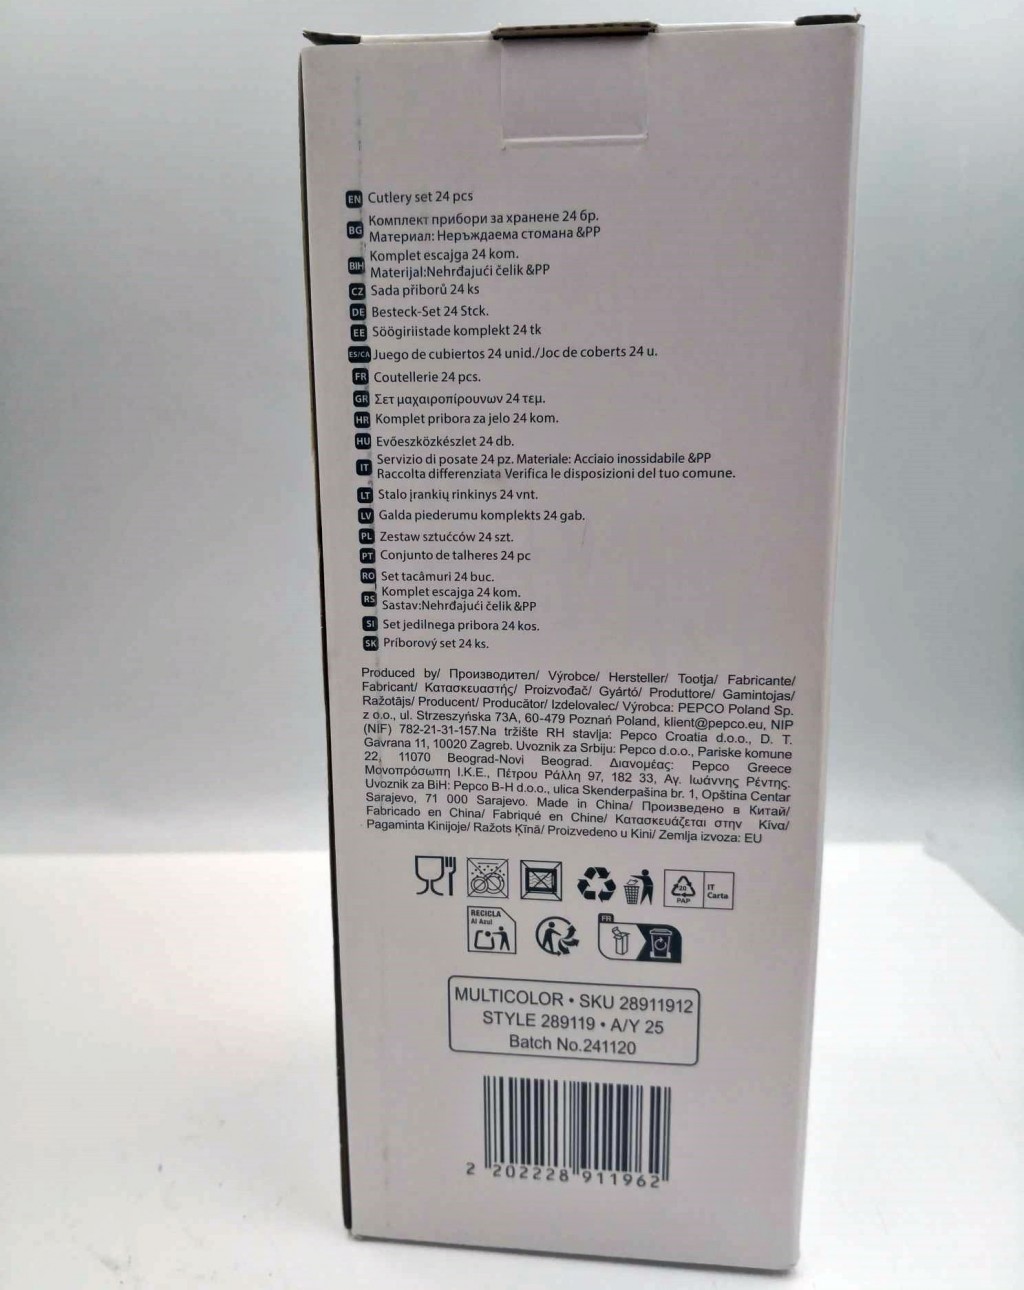 EN Cutlery set 24 pcs
BG Комплект прибори за хранене 24 бр.
Материал: Неръждаема стомана &PP
BIH Komplet escajga 24 kom.
Materijal:Nehrđajući čelik &PP
CZ Sada příborů 24 ks
DE Besteck-Set 24 Stck.
EE Söögiriistade komplekt 24 tk
ES/CA Juego de cubiertos 24 unid./Joc de coberts 24 u.
FR Coutellerie 24 pcs.
GR Σετ μαχαιροπίρουνων 24 τεμ.
HR Komplet pribora za jelo 24 kom.
HU Evőeszközkészlet 24 db.
IT Servizio di posate 24 pz. Materiale: Acciaio inossidabile &PP
Raccolta differenziata Verifica le disposizioni del tuo comune.
LT Stalo įrankių rinkinys 24 vnt.
LV Galda piederumu komplekts 24 gab.
PL Zestaw sztućców 24 szt.
PT Conjunto de talheres 24 pc
RO Set tacâmuri 24 buc.
RS Komplet escajga 24 kom.
Sastav:Nehrđajući čelik &PP
SI Set jedilnega pribora 24 kos.
SK Príborový set 24 ks.
Produced by/ Производител/ Výrobce/ Hersteller/ Tootja/ Fabricante/
Fabricant/ Κατασκευαστής/ Proizvođač/ Gyártó/ Produttore/ Gamintojas/
Ražotājs/ Producent/ Producător/ Izdelovalec/ Výrobca: PEPCO Poland Sp.
z o.o., ul. Strzeszyńska 73A, 60-479 Poznań Poland, klient@pepco.eu, NIP
(NIF) 782-21-31-157.Na tržište RH stavlja: Pepco Croatia d.o.o., D. T.
Gavrana 11, 10020 Zagreb. Uvoznik za Srbiju: Pepco d.o.o., Pariske komune
22, 11070 Beograd-Novi Beograd. Διανομέας: Pepco Greece
Μονοπρόσωπη Ι.Κ.Ε., Πέτρου Ράλλη 97, 182 33, Αγ. Ιωάννης Ρέντης.
Uvoznik za BiH: Pepco B-H d.o.o., ulica Skenderpašina br. 1, Opština Centar
Sarajevo, 71 000 Sarajevo. Made in China/ Произведено в Китай/
Fabricado en China/ Fabriqué en Chine/ Κατασκευάζεται στην Κίνα/
Pagaminta Kinijoje/ Ražots Ķīnā/ Proizvedeno u Kini/ Zemlja izvoza: EU
20 PAP IT Carta
RECICLA
Al Azul
FR
MULTICOLOR • SKU 28911912
STYLE 289119 • A/Y 25
Batch No.241120
2 202228 911962